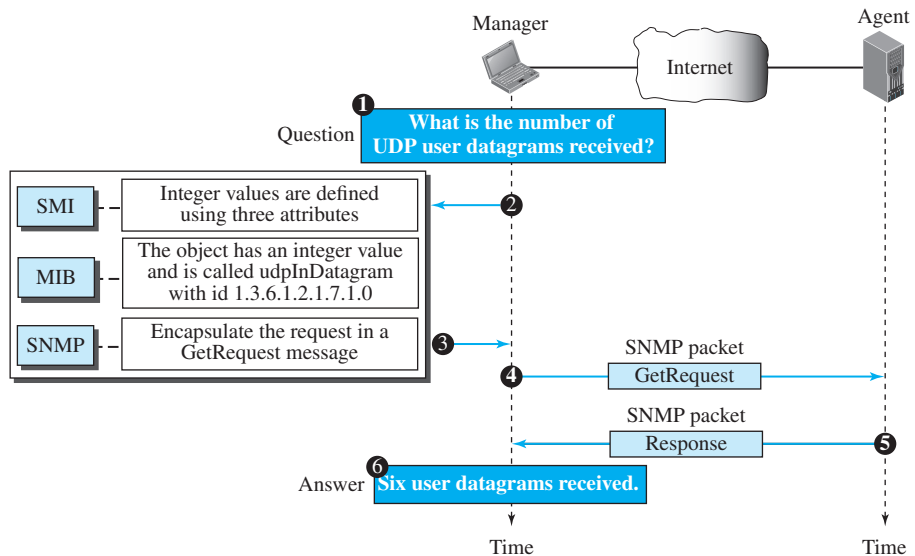 Manager
Agent
Internet
1
Question
What is the number of
UDP user datagrams received?
SMI
Integer values are defined
using three attributes
2
MIB
The object has an integer value
and is called udpInDatagram
with id 1.3.6.1.2.1.7.1.0
SNMP
Encapsulate the request in a
GetRequest message
3
4
SNMP packet
GetRequest
SNMP packet
Response
5
6
Answer
Six user datagrams received.
Time
Time